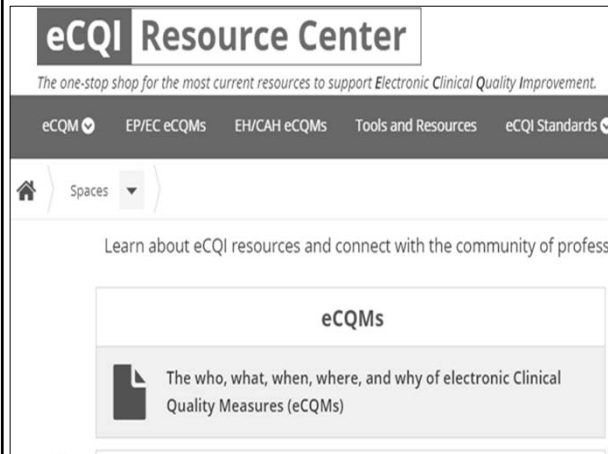 eCQI Resource Center
The one-stop shop for the most current resources to support Electronic Clinical Quality Improvement.
eCQM EP/EC eCQMs EH/CAH eCQMs Tools and Resources eCQI Standards
Spaces
Learn about eCQI resources and connect with the community of profess
eCQMs
The who, what, when, where, and why of electronic Clinical
Quality Measures (eCQMs)